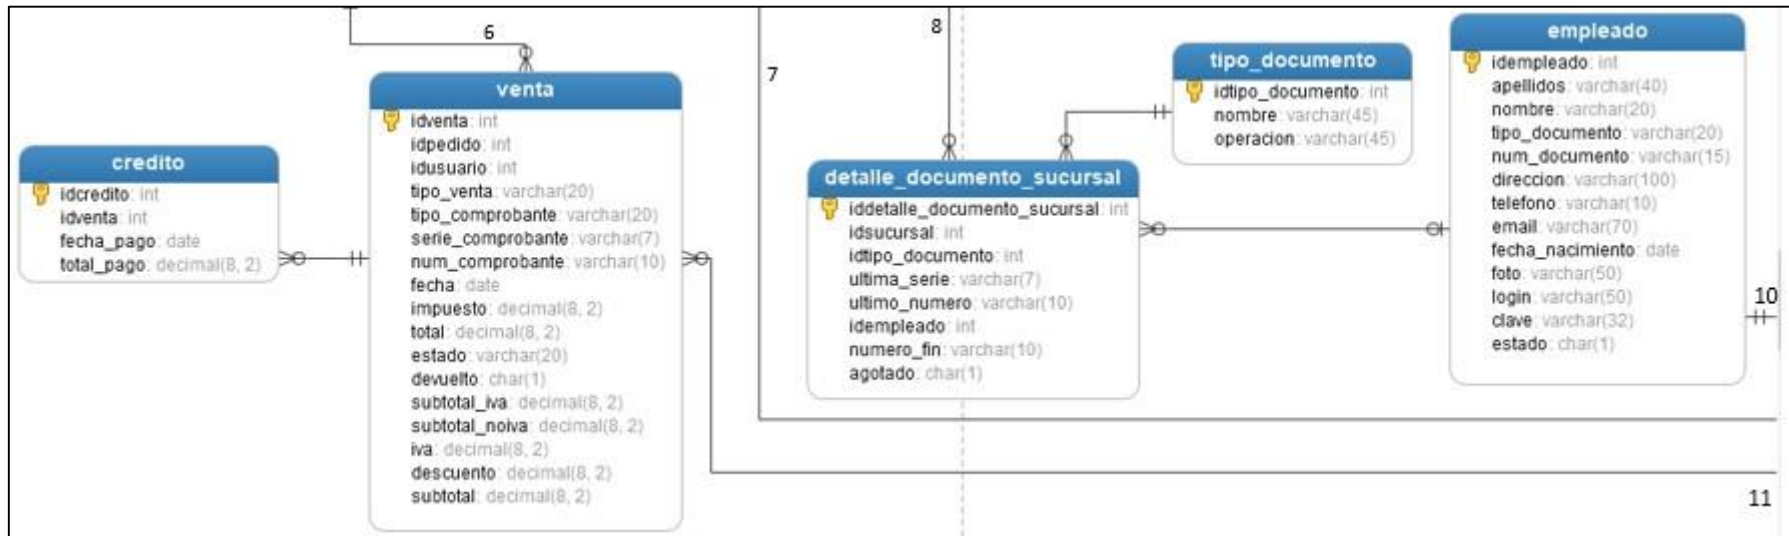 6
8
7
10
11
credito
idcredito: int
idventa: int
fecha_pago: date
total_pago: decimal(8, 2)
venta
idventa: int
idpedido: int
idusuario: int
tipo_venta: varchar(20)
tipo_comprobante: varchar(20)
serie_comprobante: varchar(7)
num_comprobante: varchar(10)
fecha: date
impuesto: decimal(8, 2)
total: decimal(8, 2)
estado: varchar(20)
devuelto: char(1)
subtotal_iva: decimal(8, 2)
subtotal_noiva: decimal(8, 2)
iva: decimal(8, 2)
descuento: decimal(8, 2)
subtotal: decimal(8, 2)
detalle_documento_sucursal
iddetalle_documento_sucursal: int
idsucursal: int
idtipo_documento: int
ultima_serie: varchar(7)
ultimo_numero: varchar(10)
idempleado: int
numero_fin: varchar(10)
agotado: char(1)
tipo_documento
idtipo_documento: int
nombre: varchar(45)
operacion: varchar(45)
empleado
idempleado: int
apellidos: varchar(40)
nombre: varchar(20)
tipo_documento: varchar(20)
num_documento: varchar(15)
direccion: varchar(100)
telefono: varchar(10)
email: varchar(70)
fecha_nacimiento: date
foto: varchar(50)
login: varchar(50)
clave: varchar(32)
estado: char(1)